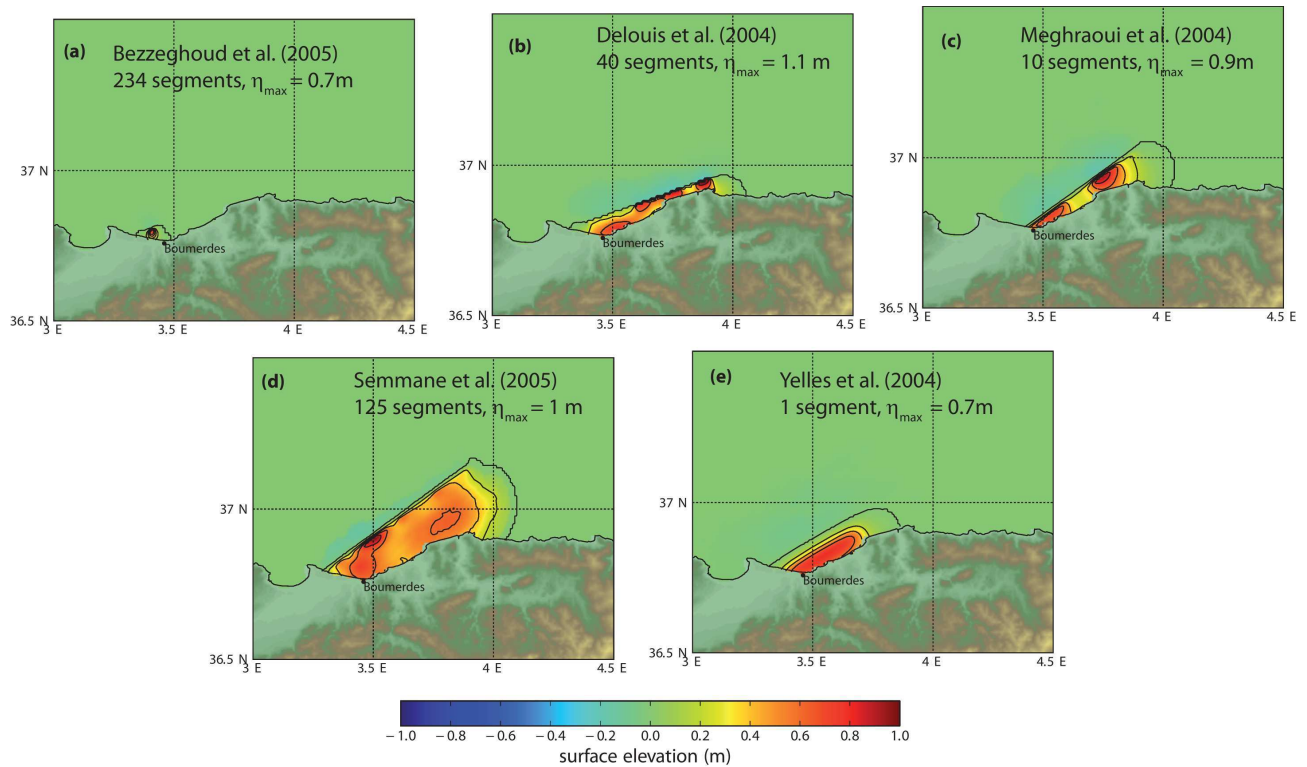 (a)
Bezzeghoud et al. (2005)
234 segments, ηmax = 0.7m
37 N
Boumerdes
36.5 N
3 E
3.5 E
4 E
4.5 E
(b)
Delouis et al. (2004)
40 segments, ηmax = 1.1 m
37 N
Boumerdes
36.5 N
3 E
3.5 E
4 E
4.5 E
(c)
Meghraoui et al. (2004)
10 segments, ηmax = 0.9m
37 N
Boumerdes
36.5 N
3 E
3.5 E
4 E
4.5 E
(d)
Semmane et al. (2005)
125 segments, ηmax = 1 m
37 N
Boumerdes
36.5 N
3 E
3.5 E
4 E
4.5 E
(e)
Yelles et al. (2004)
1 segment, ηmax = 0.7m
37 N
Boumerdes
36.5 N
3 E
3.5 E
4 E
4.5 E
−1.0 −0.8 −0.6 −0.4 −0.2 0.0 0.2 0.4 0.6 0.8 1.0
surface elevation (m)